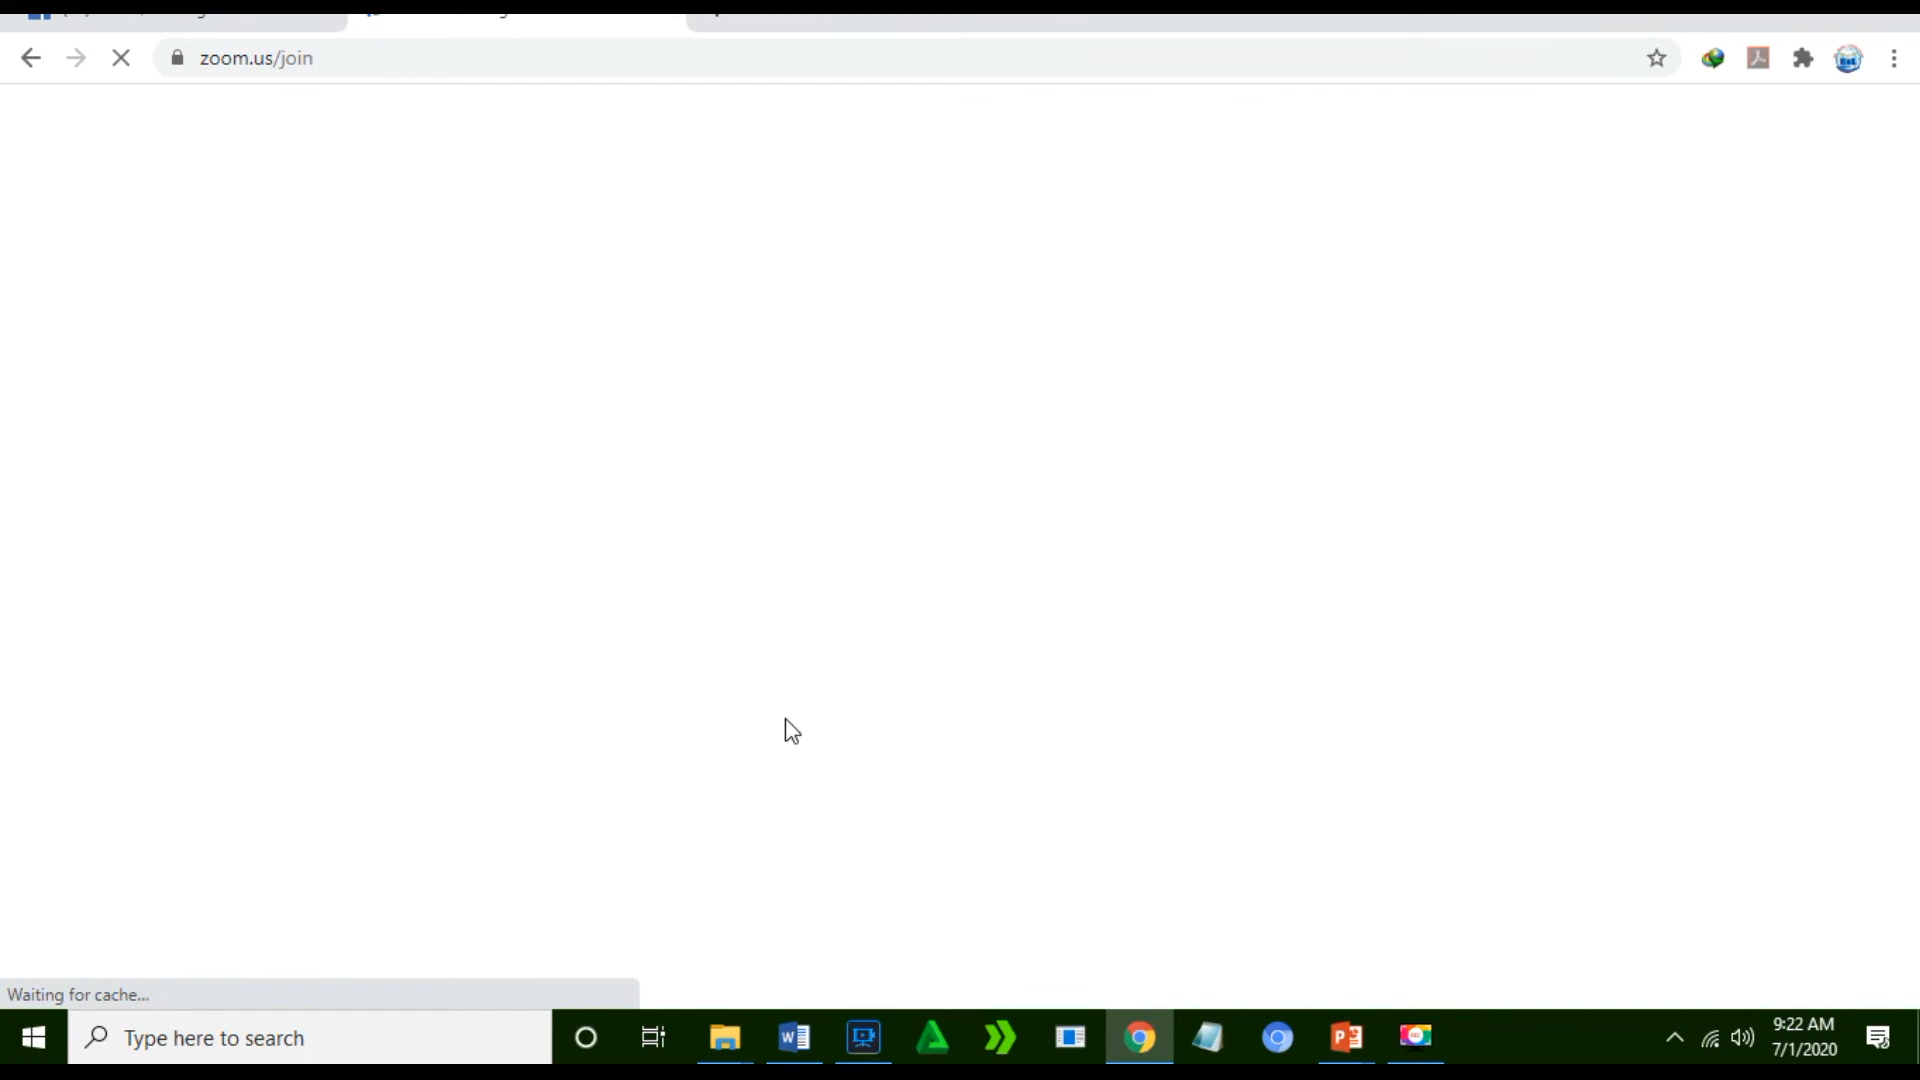 zoom.us/join
Waiting for cache...
Type here to search
9:22 AM
7/1/2020